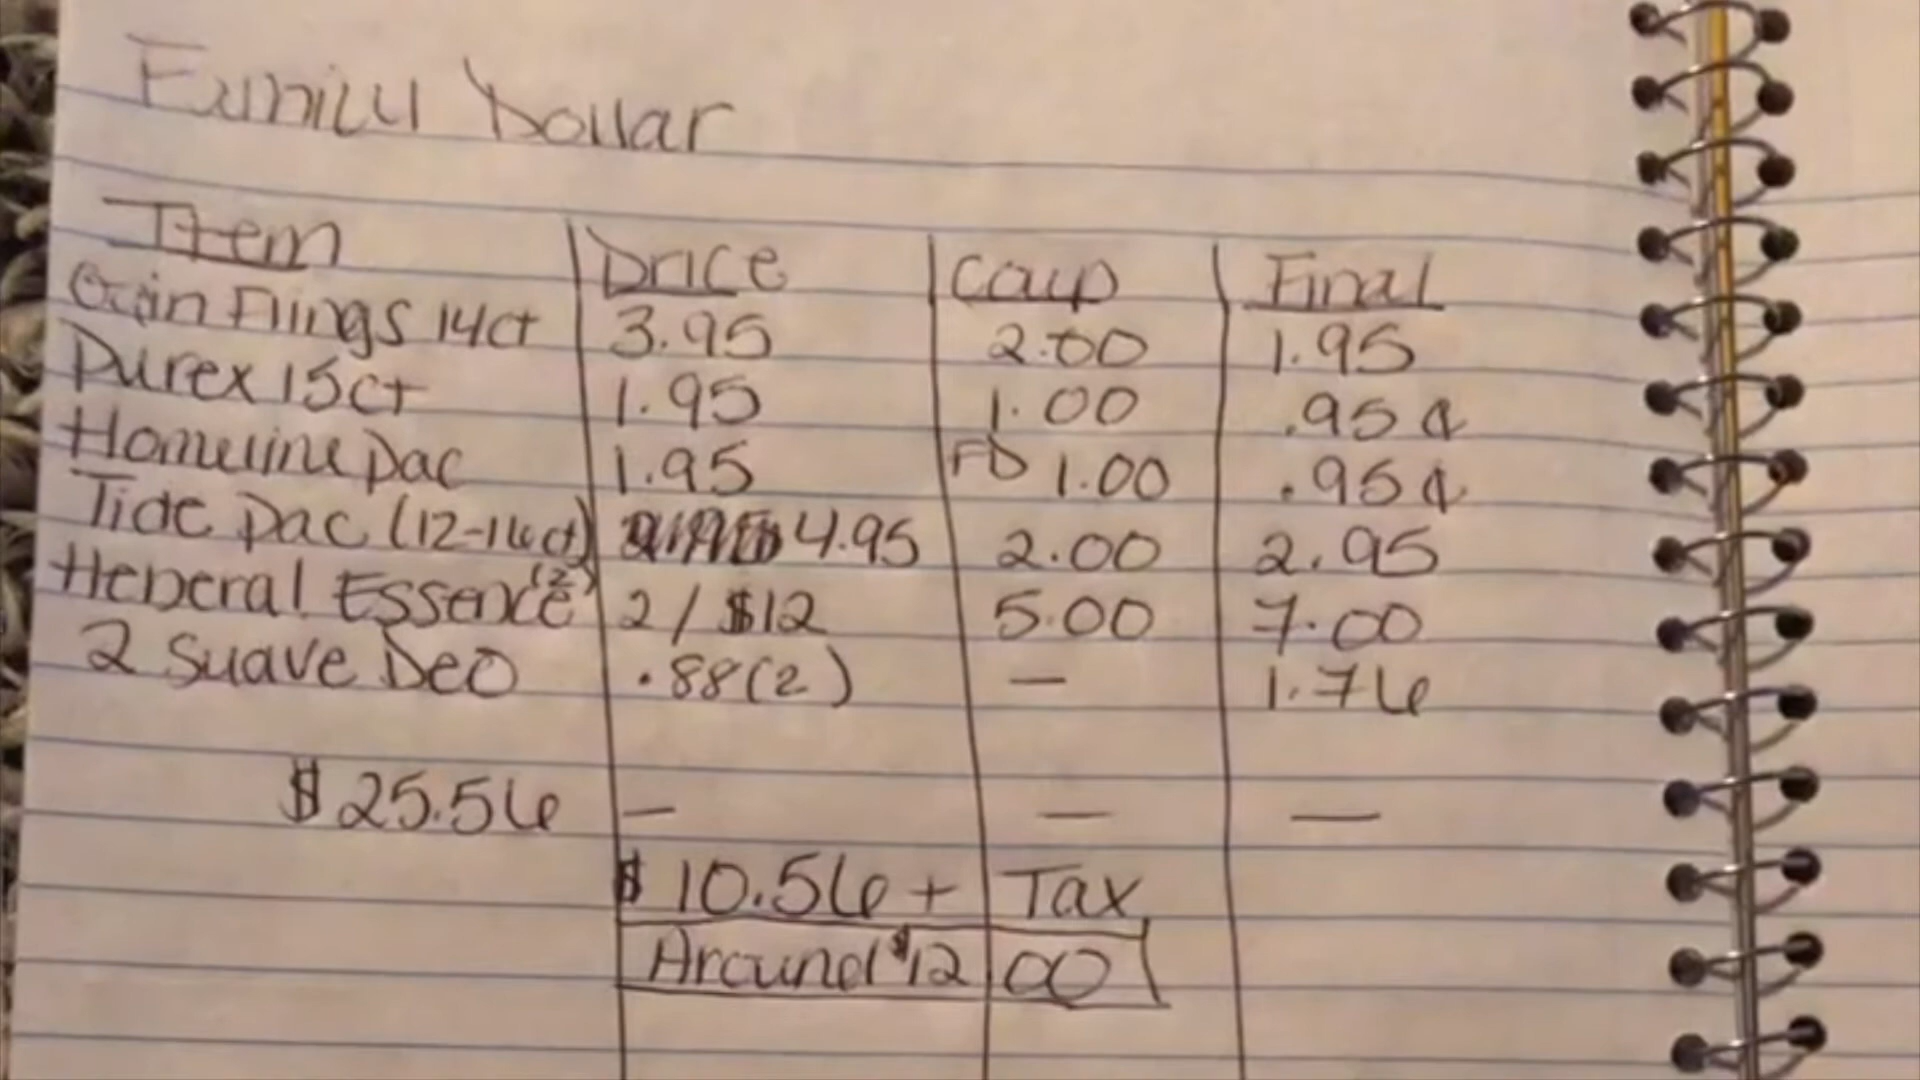 Family Dollar
Item Price Coup Final
Gain Flings 14ct 3.95 2.00 1.95
Purex 15ct 1.95 1.00 .95¢
Homeline Pac 1.95 FD 1.00 .95¢
Tide Pac (12-16ct) 4.95 2.00 2.95
Heberal Essence (2) 2/$12 5.00 7.00
2 Suave Deo .88(2) — 1.76
$25.56 — — —
$10.56 + Tax
Around $12 00